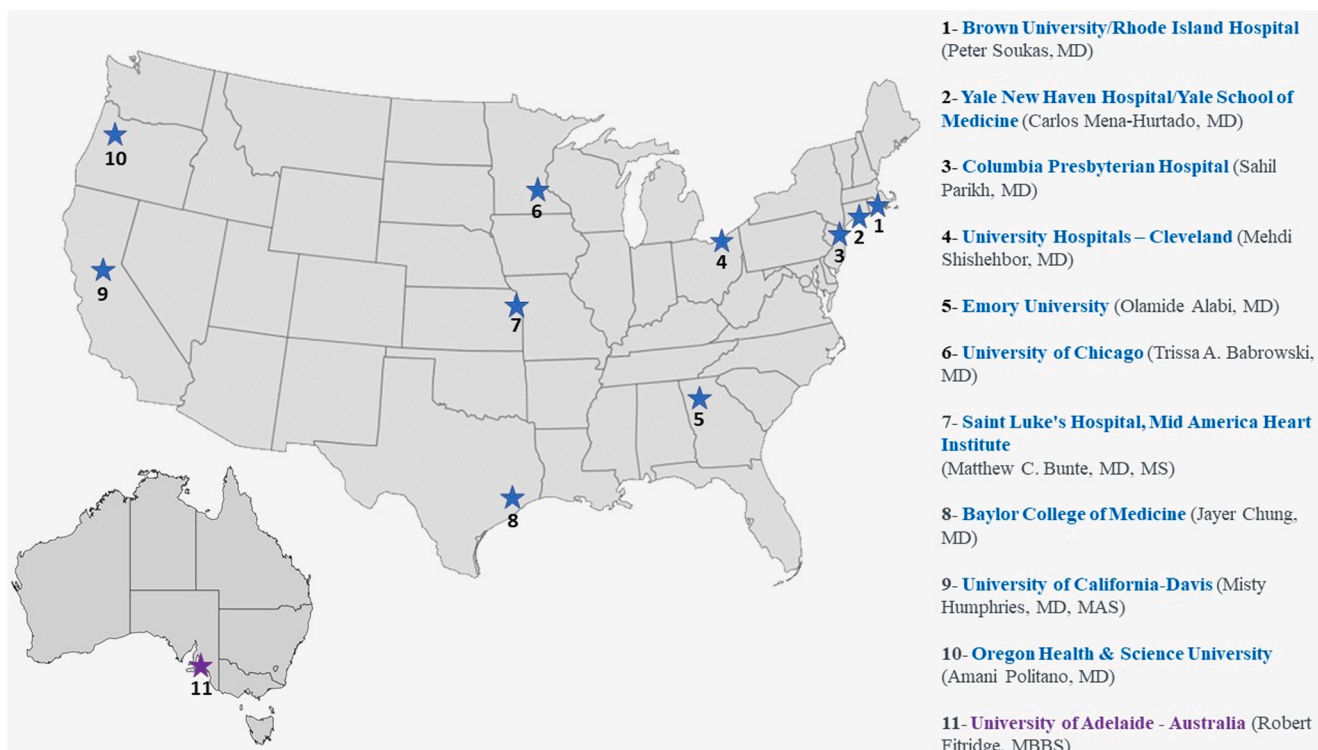 1- Brown University/Rhode Island Hospital
(Peter Soukas, MD)
2- Yale New Haven Hospital/Yale School of
Medicine (Carlos Mena-Hurtado, MD)
3- Columbia Presbyterian Hospital (Sahil
Parikh, MD)
4- University Hospitals – Cleveland (Mehdi
Shishehbor, MD)
5- Emory University (Olamide Alabi, MD)
6- University of Chicago (Trissa A. Babrowski,
MD)
7- Saint Luke's Hospital, Mid America Heart
Institute
(Matthew C. Bunte, MD, MS)
8- Baylor College of Medicine (Jayer Chung,
MD)
9- University of California-Davis (Misty
Humphries, MD, MAS)
10- Oregon Health & Science University
(Amani Politano, MD)
11- University of Adelaide - Australia (Robert
Fitridge, MBBS)
10
6
1
2
3
4
9
7
5
8
11